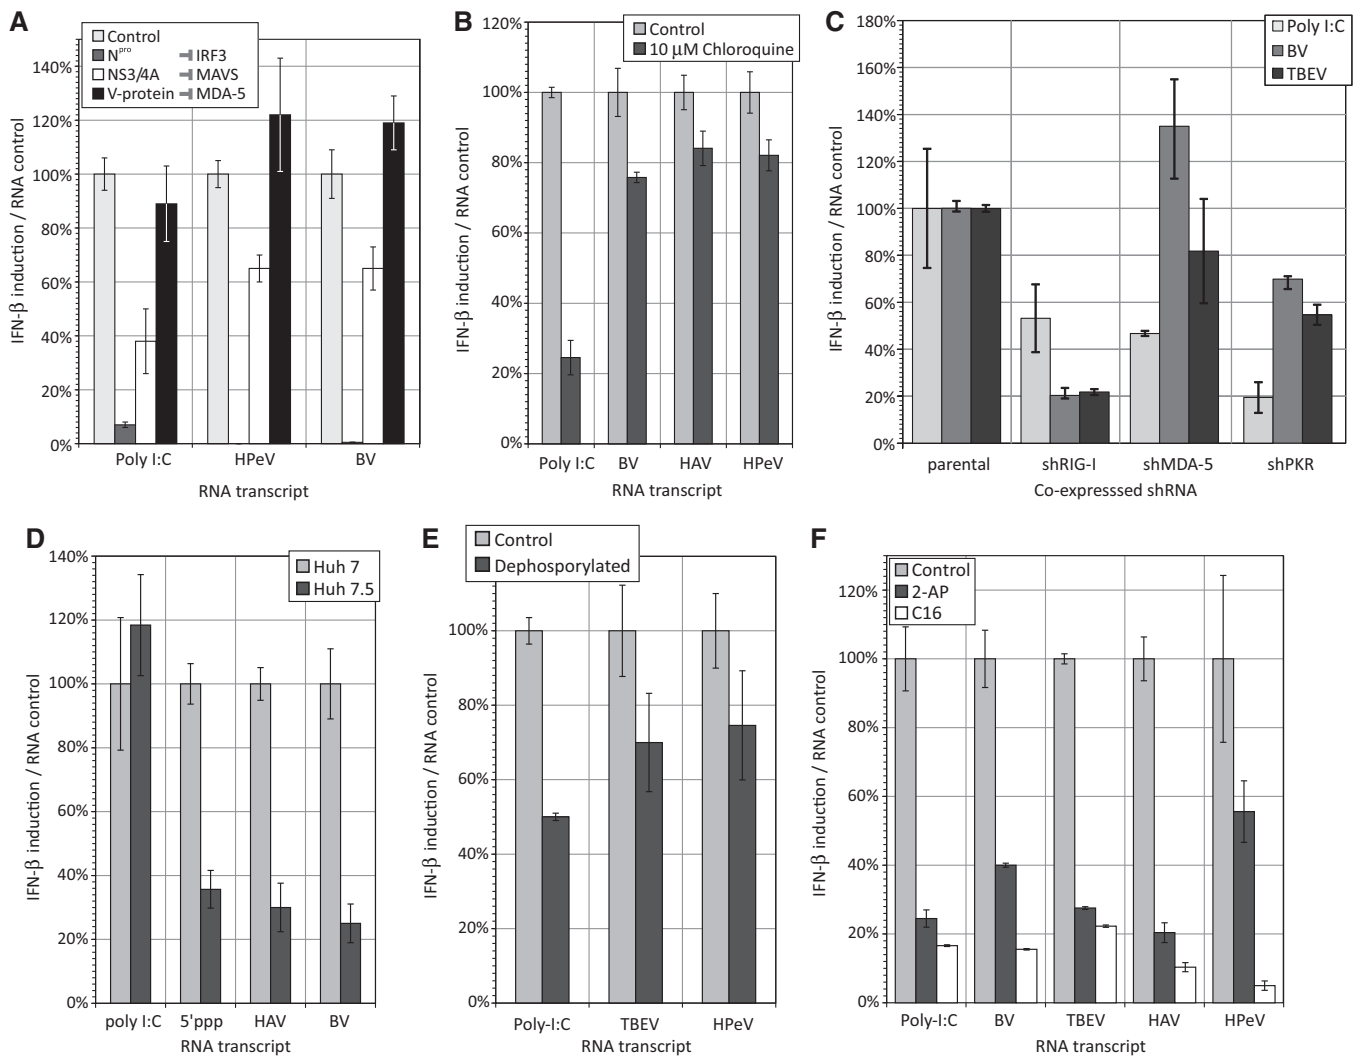 A
Control
Npro IRF3
NS3/4A MAVS
V-protein MDA-5
IFN-β induction / RNA control
140%
120%
100%
80%
60%
40%
20%
0%
Poly I:C HPeV BV
RNA transcript
B
Control
10 μM Chloroquine
IFN-β induction / RNA control
120%
100%
80%
60%
40%
20%
0%
Poly I:C BV HAV HPeV
RNA transcript
C
Poly I:C
BV
TBEV
IFN-β induction / RNA control
180%
160%
140%
120%
100%
80%
60%
40%
20%
0%
parental shRIG-I shMDA-5 shPKR
Co-expresssed shRNA
D
Huh 7
Huh 7.5
IFN-β induction / RNA control
140%
120%
100%
80%
60%
40%
20%
0%
poly I:C 5'ppp HAV BV
RNA transcript
E
Control
Dephosporylated
IFN-β induction / RNA control
100%
80%
60%
40%
20%
0%
Poly-I:C TBEV HPeV
RNA transcript
F
Control
2-AP
C16
IFN-β induction / RNA control
120%
100%
80%
60%
40%
20%
0%
Poly-I:C BV TBEV HAV HPeV
RNA transcript